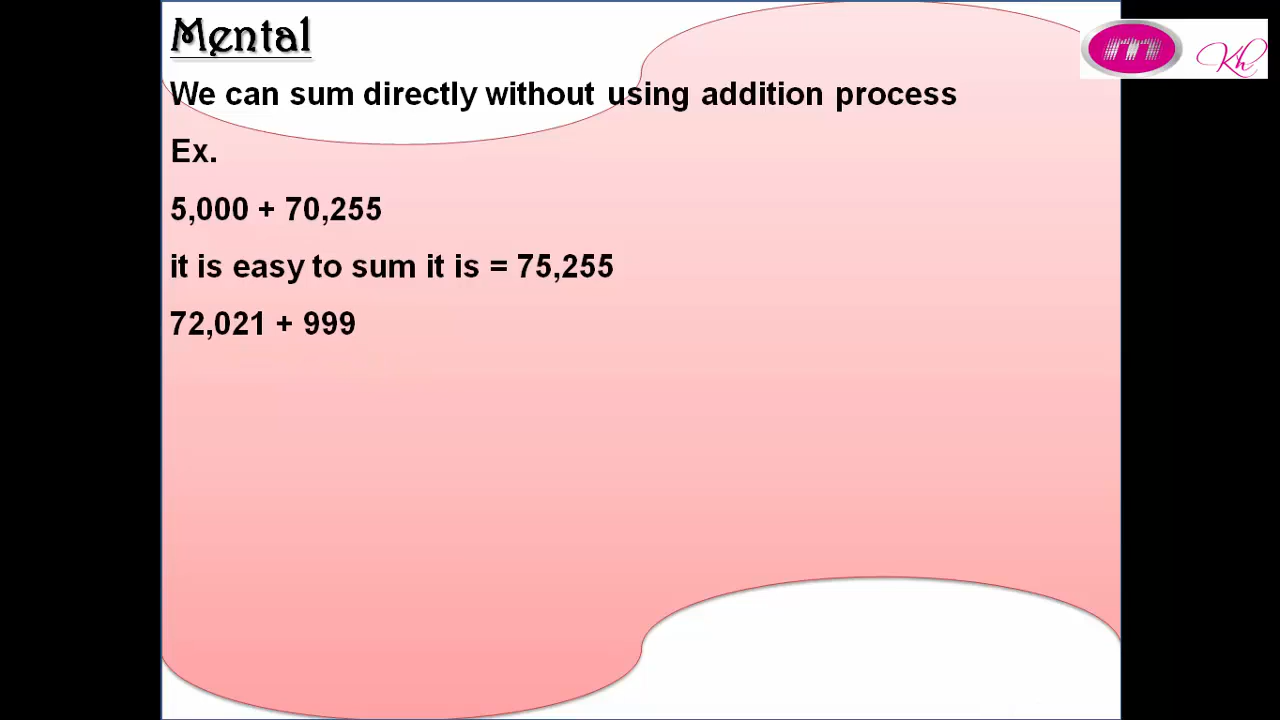 Mental
We can sum directly without using addition process
Ex.
5,000 + 70,255
it is easy to sum it is = 75,255
72,021 + 999
m
Kh